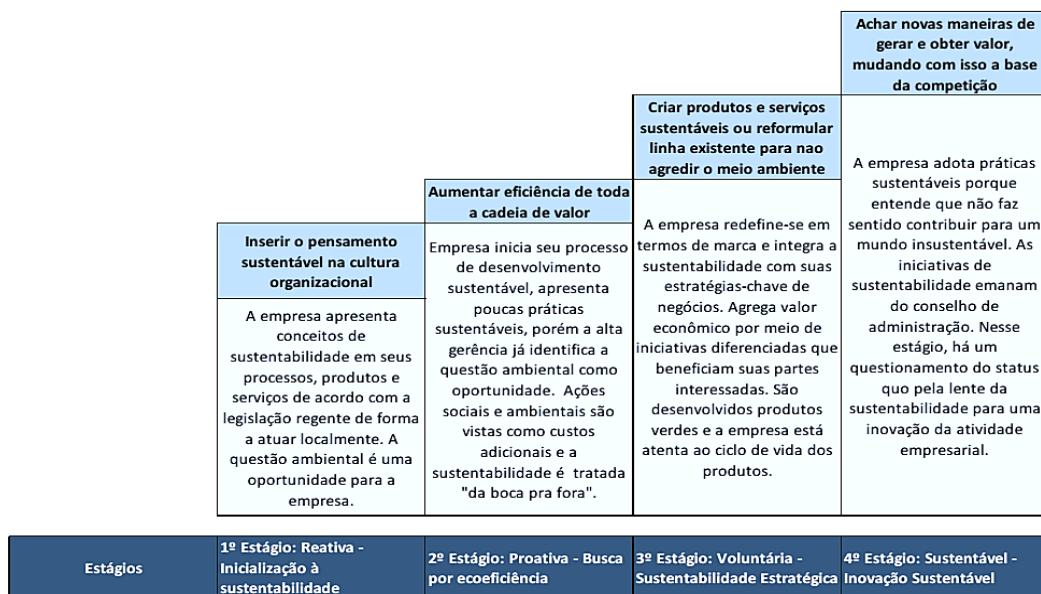 Inserir o pensamento
sustentável na cultura
organizacional
A empresa apresenta
conceitos de
sustentabilidade em seus
processos, produtos e
serviços de acordo com a
legislação regente de forma
a atuar localmente. A
questão ambiental é uma
oportunidade para a
empresa.
Aumentar eficiência de toda
a cadeia de valor
Empresa inicia seu processo
de desenvolvimento
sustentável, apresenta
poucas práticas
sustentáveis, porém a alta
gerência já identifica a
questão ambiental como
oportunidade. Ações
sociais e ambientais são
vistas como custos
adicionais e a
sustentabilidade é tratada
"da boca pra fora".
Criar produtos e serviços
sustentáveis ou reformular
linha existente para nao
agredir o meio ambiente
A empresa redefine-se em
termos de marca e integra a
sustentabilidade com suas
estratégias-chave de
negócios. Agrega valor
econômico por meio de
iniciativas diferenciadas que
beneficiam suas partes
interessadas. São
desenvolvidos produtos
verdes e a empresa está
atenta ao ciclo de vida dos
produtos.
Achar novas maneiras de
gerar e obter valor,
mudando com isso a base
da competição
A empresa adota práticas
sustentáveis porque
entende que não faz
sentido contribuir para um
mundo insustentável. As
iniciativas de
sustentabilidade emanam
do conselho de
administração. Nesse
estágio, há um
questionamento do status
quo pela lente da
sustentabilidade para uma
inovação da atividade
empresarial.
Estágios
1º Estágio: Reativa -
Inicialização à
sustentabilidade
2º Estágio: Proativa - Busca
por ecoeficiência
3º Estágio: Voluntária -
Sustentabilidade Estratégica
4º Estágio: Sustentável -
Inovação Sustentável